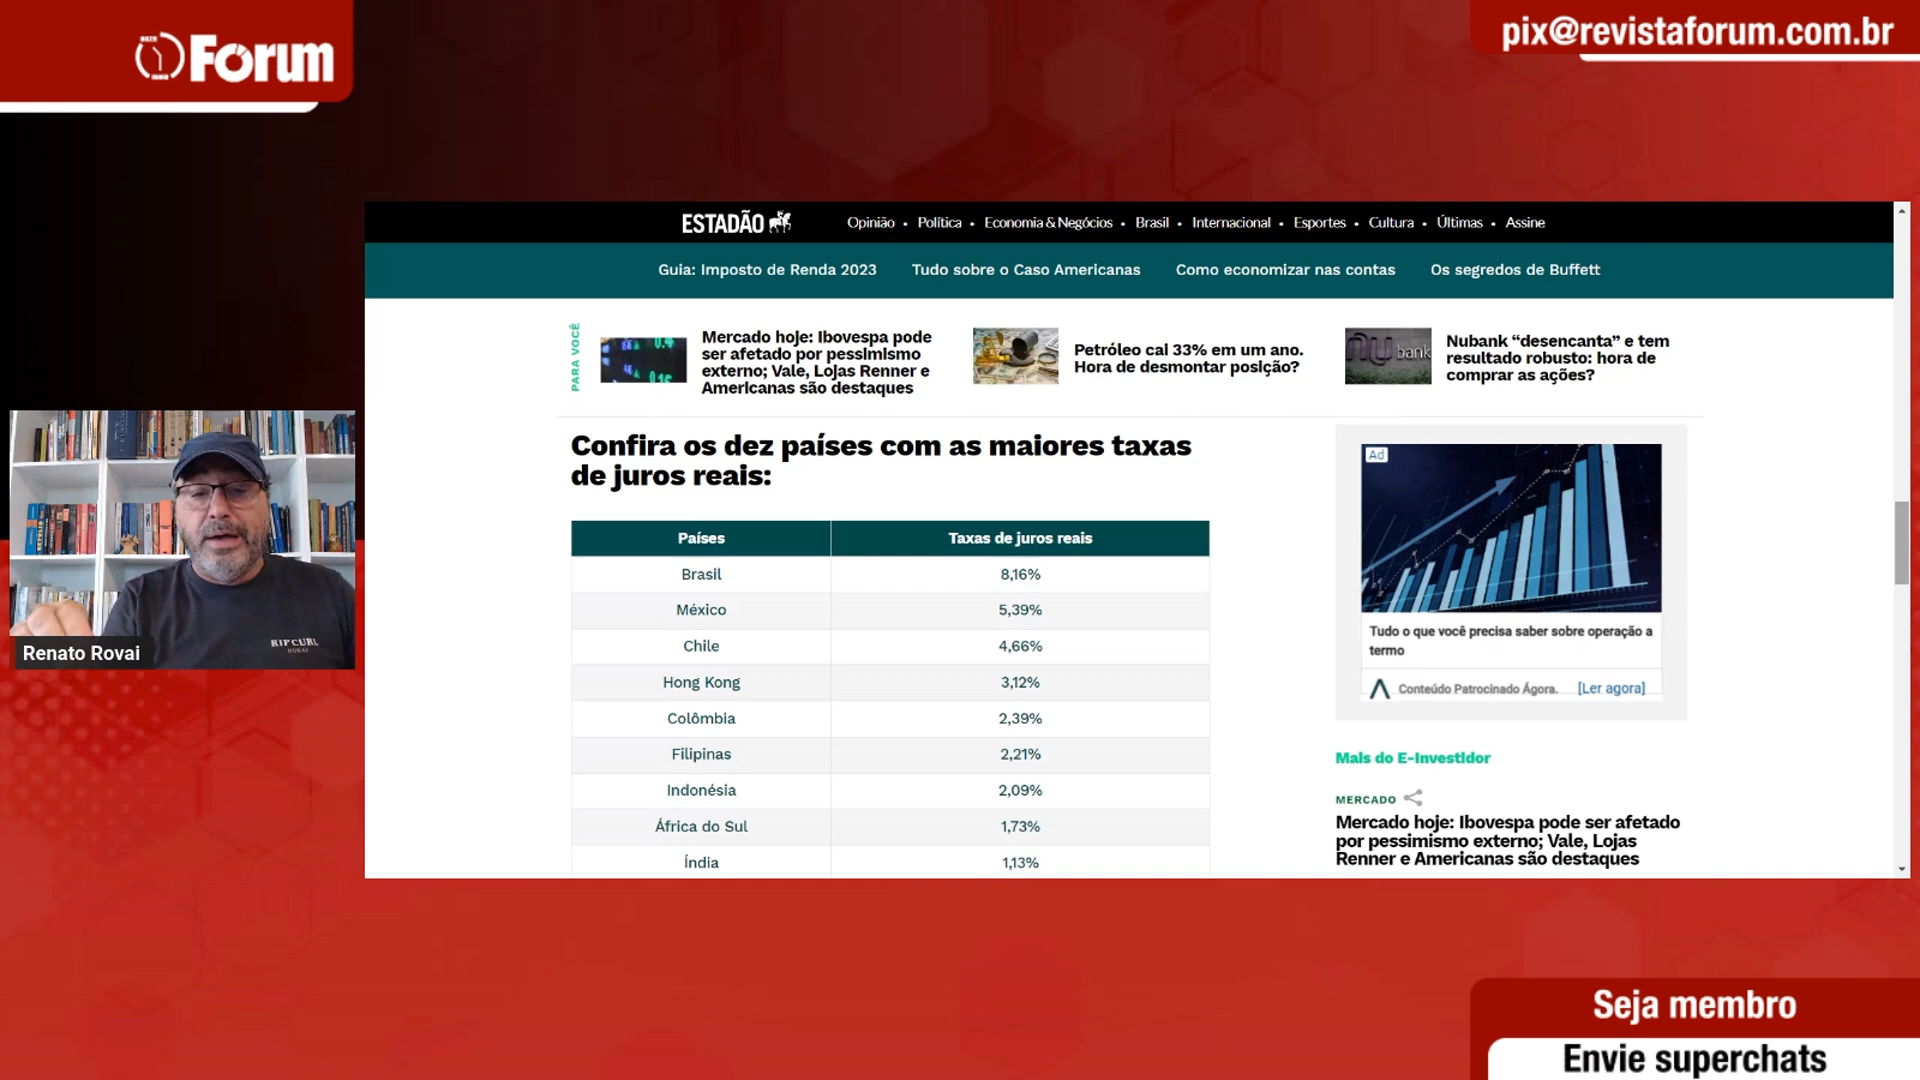 Forum
pix@revistaforum.com.br
ESTADÃO
Opinião • Política • Economia & Negócios • Brasil • Internacional • Esportes • Cultura • Últimas • Assine
Guia: Imposto de Renda 2023
Tudo sobre o Caso Americanas
Como economizar nas contas
Os segredos de Buffett
PARA VOCÊ
Mercado hoje: Ibovespa pode
ser afetado por pessimismo
externo; Vale, Lojas Renner e
Americanas são destaques
Petróleo cai 33% em um ano.
Hora de desmontar posição?
nu bank
Nubank “desencanta” e tem
resultado robusto: hora de
comprar as ações?
Confira os dez países com as maiores taxas
de juros reais:
Países Taxas de juros reais
Brasil 8,16%
México 5,39%
Chile 4,66%
Hong Kong 3,12%
Colômbia 2,39%
Filipinas 2,21%
Indonésia 2,09%
África do Sul 1,73%
Índia 1,13%
Ad
Tudo o que você precisa saber sobre operação a
termo
Conteúdo Patrocinado Ágora. [Ler agora]
Mais do E-Investidor
MERCADO
Mercado hoje: Ibovespa pode ser afetado
por pessimismo externo; Vale, Lojas
Renner e Americanas são destaques
RIP CURL
Renato Rovai
Seja membro
Envie superchats